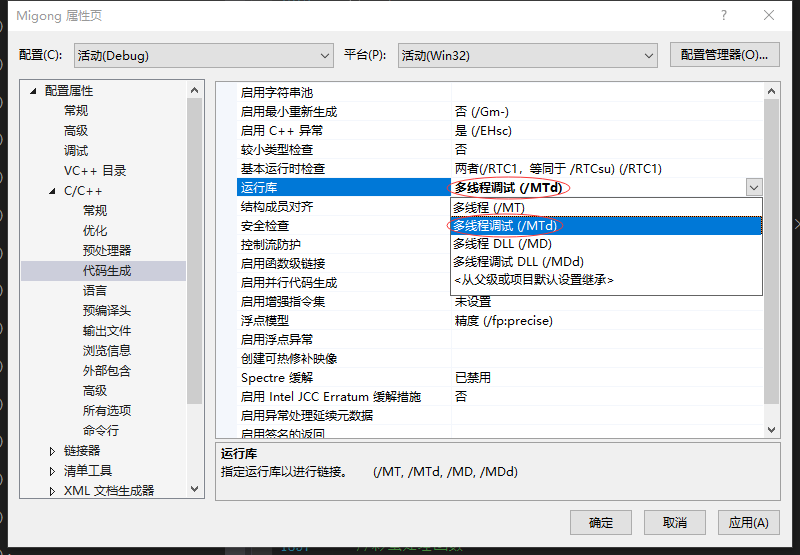 Migong 属性页
配置(C): 活动(Debug) 平台(P): 活动(Win32) 配置管理器(O)...
配置属性
常规
高级
调试
VC++ 目录
C/C++
常规
优化
预处理器
代码生成
语言
预编译头
输出文件
浏览信息
外部包含
高级
所有选项
命令行
链接器
清单工具
XML 文档生成器
启用字符串池
启用最小重新生成 否 (/Gm-)
启用 C++ 异常 是 (/EHsc)
较小类型检查 否
基本运行时检查 两者(/RTC1，等同于 /RTCsu) (/RTC1)
运行库 多线程调试 (/MTd)
结构成员对齐
安全检查
控制流防护
启用函数级链接
启用并行代码生成
启用增强指令集 未设置
浮点模型 精度 (/fp:precise)
启用浮点异常
创建可热修补映像
Spectre 缓解 已禁用
启用 Intel JCC Erratum 缓解措施 否
启用异常处理延续元数据
启用签名的返回
多线程 (/MT)
多线程调试 (/MTd)
多线程 DLL (/MD)
多线程调试 DLL (/MDd)
<从父级或项目默认设置继承>
运行库
指定运行库以进行链接。 (/MT, /MTd, /MD, /MDd)
确定 取消 应用(A)